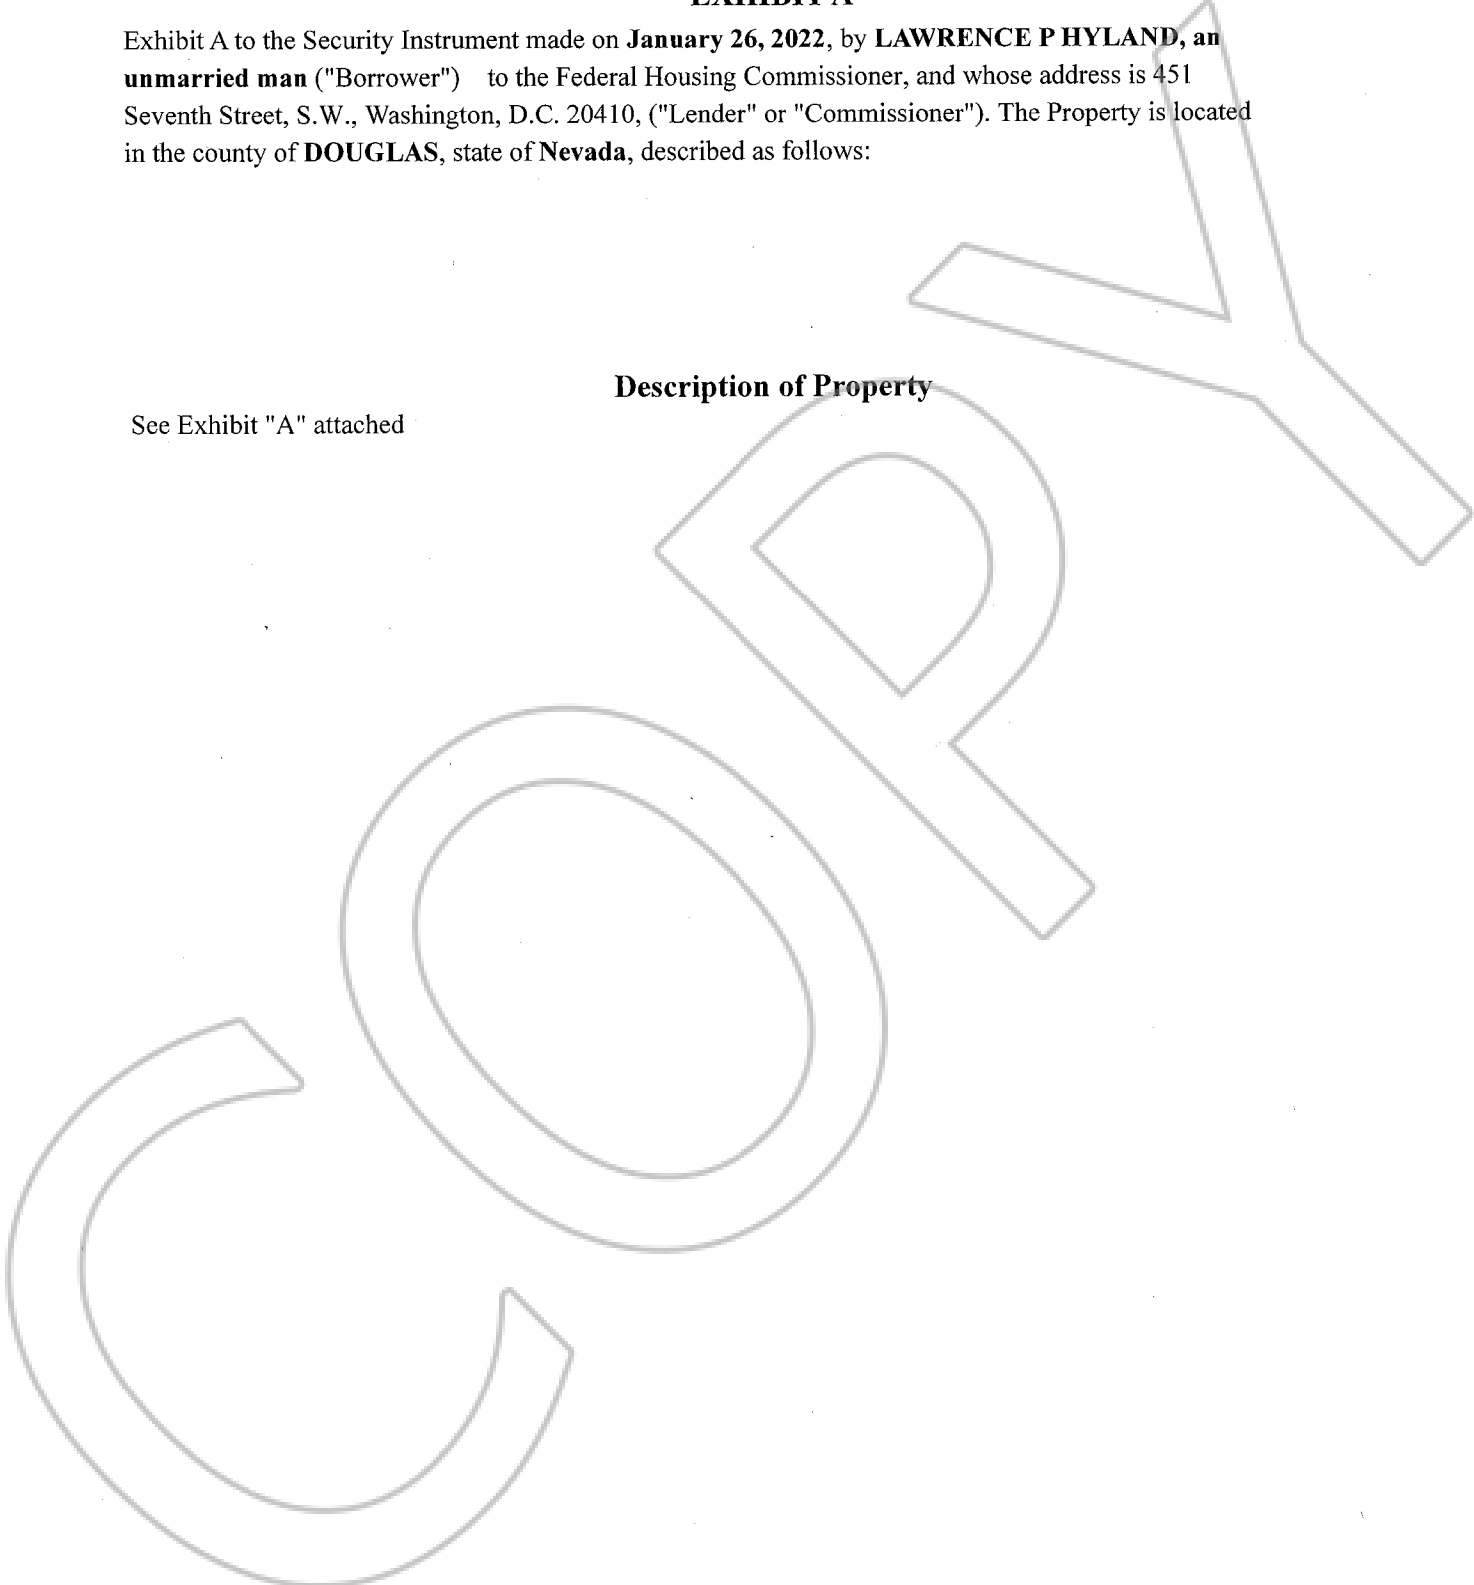 EXHIBIT A
Exhibit A to the Security Instrument made on January 26, 2022, by LAWRENCE P HYLAND, an
unmarried man ("Borrower") to the Federal Housing Commissioner, and whose address is 451
Seventh Street, S.W., Washington, D.C. 20410, ("Lender" or "Commissioner"). The Property is located
in the county of DOUGLAS, state of Nevada, described as follows:
Description of Property
See Exhibit "A" attached
COPY